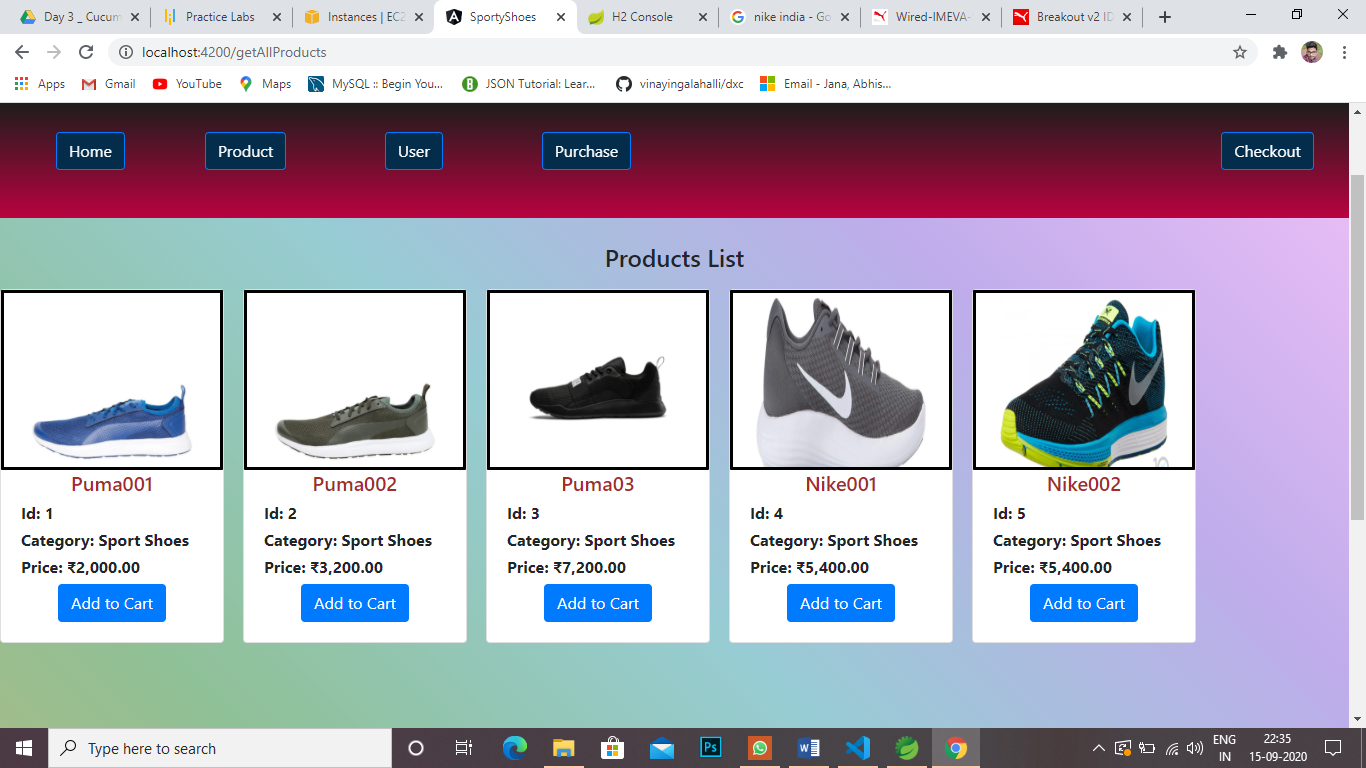 Day 3 _ Cucum
Practice Labs
Instances | EC2
SportyShoes
H2 Console
nike india - Go
Wired-IMEVA-
Breakout v2 ID
localhost:4200/getAllProducts
Apps Gmail YouTube Maps MySQL :: Begin You... JSON Tutorial: Lear... vinayingalahalli/dxc Email - Jana, Abhis...
Home Product User Purchase Checkout
Products List
Puma001 Puma002 Puma03 Nike001 Nike002
Id: 1 Id: 2 Id: 3 Id: 4 Id: 5
Category: Sport Shoes Category: Sport Shoes Category: Sport Shoes Category: Sport Shoes Category: Sport Shoes
Price: ₹2,000.00 Price: ₹3,200.00 Price: ₹7,200.00 Price: ₹5,400.00 Price: ₹5,400.00
Add to Cart Add to Cart Add to Cart Add to Cart Add to Cart
Type here to search
Ps
ENG
IN
22:35
15-09-2020